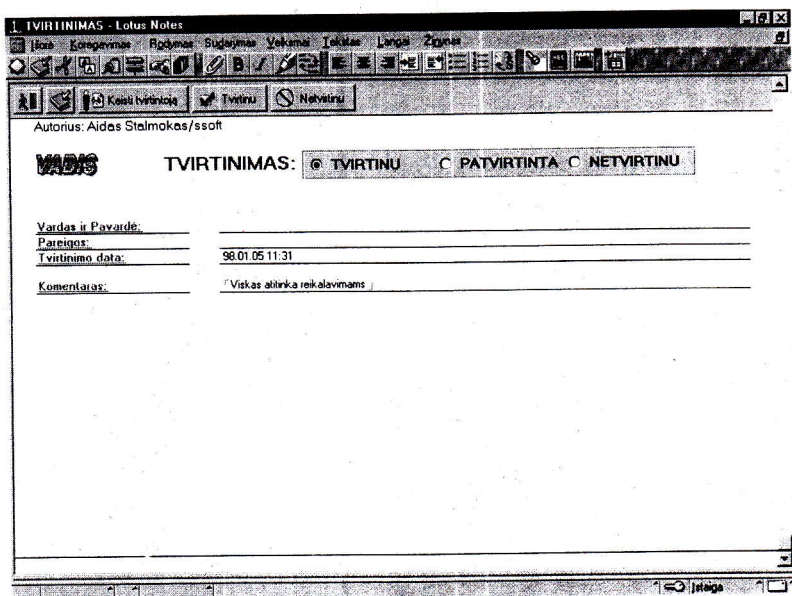 1. TVIRTINIMAS - Lotus Notes
Koregavimas Rodymas Sudarymas Veiksmai Tekstas Langai Žinynas
Keisti tvirtintoją Tvirtinu Netvirtinu
Autorius: Aidas Stalmokas/ssoft
VADIS TVIRTINIMAS: TVIRTINU PATVIRTINTA NETVIRTINU
Vardas ir Pavardė:
Pareigos:
Tvirtinimo data: 98.01.05 11:31
Komentaras: Viskas atitinka reikalavimams
Įstaiga